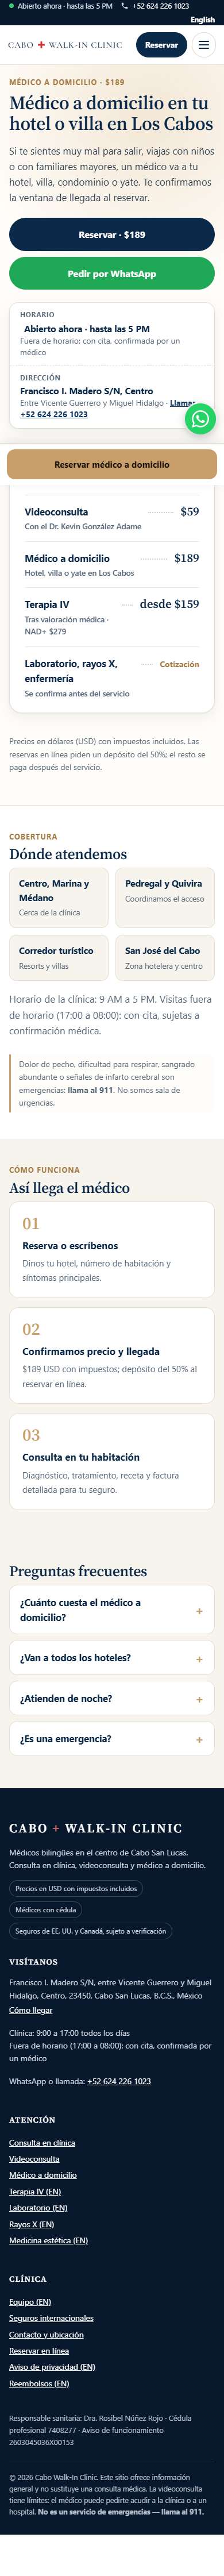 Abierto ahora · hasta las 5 PM +52 624 226 1023
English
CABO + WALK-IN CLINIC Reservar
MÉDICO A DOMICILIO · $189
Médico a domicilio en tu
hotel o villa en Los Cabos
Si te sientes muy mal para salir, viajas con niños
o con familiares mayores, un médico va a tu
hotel, villa, condominio o yate. Te confirmamos
la ventana de llegada al reservar.
Reservar · $189
Pedir por WhatsApp
HORARIO
Abierto ahora · hasta las 5 PM
Fuera de horario: con cita, confirmada por un
médico
DIRECCIÓN
Francisco I. Madero S/N, Centro
Entre Vicente Guerrero y Miguel Hidalgo · Llamar
+52 624 226 1023
Reservar médico a domicilio
Videoconsulta $59
Con el Dr. Kevin González Adame
Médico a domicilio $189
Hotel, villa o yate en Los Cabos
Terapia IV desde $159
Tras valoración médica ·
NAD+ $279
Laboratorio, rayos X,
enfermería Cotización
Se confirma antes del servicio
Precios en dólares (USD) con impuestos incluidos. Las
reservas en línea piden un depósito del 50%; el resto se
paga después del servicio.
COBERTURA
Dónde atendemos
Centro, Marina y
Médano
Cerca de la clínica
Pedregal y Quivira
Coordinamos el acceso
Corredor turístico
Resorts y villas
San José del Cabo
Zona hotelera y centro
Horario de la clínica: 9 AM a 5 PM. Visitas fuera
de horario (17:00 a 08:00): con cita, sujetas a
confirmación médica.
Dolor de pecho, dificultad para respirar, sangrado
abundante o señales de infarto cerebral son
emergencias: llama al 911. No somos sala de
urgencias.
CÓMO FUNCIONA
Así llega el médico
01
Reserva o escríbenos
Dinos tu hotel, número de habitación y
síntomas principales.
02
Confirmamos precio y llegada
$189 USD con impuestos; depósito del 50% al
reservar en línea.
03
Consulta en tu habitación
Diagnóstico, tratamiento, receta y factura
detallada para tu seguro.
Preguntas frecuentes
¿Cuánto cuesta el médico a
domicilio? +
¿Van a todos los hoteles? +
¿Atienden de noche? +
¿Es una emergencia? +
CABO + WALK-IN CLINIC
Médicos bilingües en el centro de Cabo San Lucas.
Consulta en clínica, videoconsulta y médico a domicilio.
Precios en USD con impuestos incluidos
Médicos con cédula
Seguros de EE. UU. y Canadá, sujeto a verificación
VISÍTANOS
Francisco I. Madero S/N, entre Vicente Guerrero y Miguel
Hidalgo, Centro, 23450, Cabo San Lucas, B.C.S., México
Cómo llegar
Clínica: 9:00 a 17:00 todos los días
Fuera de horario (17:00 a 08:00): con cita, confirmada por
un médico
WhatsApp o llamada: +52 624 226 1023
ATENCIÓN
Consulta en clínica
Videoconsulta
Médico a domicilio
Terapia IV (EN)
Laboratorio (EN)
Rayos X (EN)
Medicina estética (EN)
CLÍNICA
Equipo (EN)
Seguros internacionales
Contacto y ubicación
Reservar en línea
Aviso de privacidad (EN)
Reembolsos (EN)
Responsable sanitaria: Dra. Rosibel Núñez Rojo · Cédula
profesional 7408277 · Aviso de funcionamiento
2603045036X00153
© 2026 Cabo Walk-In Clinic. Este sitio ofrece información
general y no sustituye una consulta médica. La videoconsulta
tiene límites: el médico puede pedirte acudir a la clínica o a un
hospital. No es un servicio de emergencias — llama al 911.